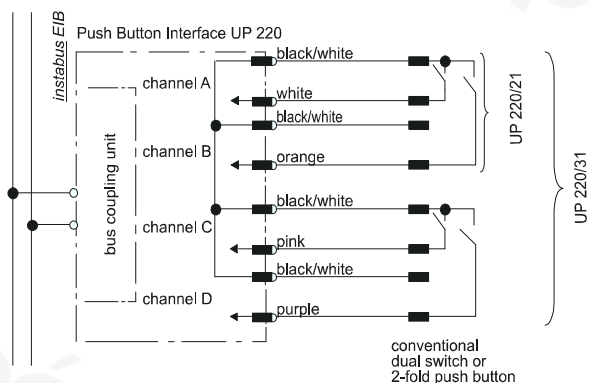 Push Button Interface UP 220
instabus EIB
black/white
channel A
white
black/white
UP 220/21
bus coupling unit
channel B
orange
UP 220/31
black/white
channel C
pink
black/white
channel D
purple
conventional
dual switch or
2-fold push button